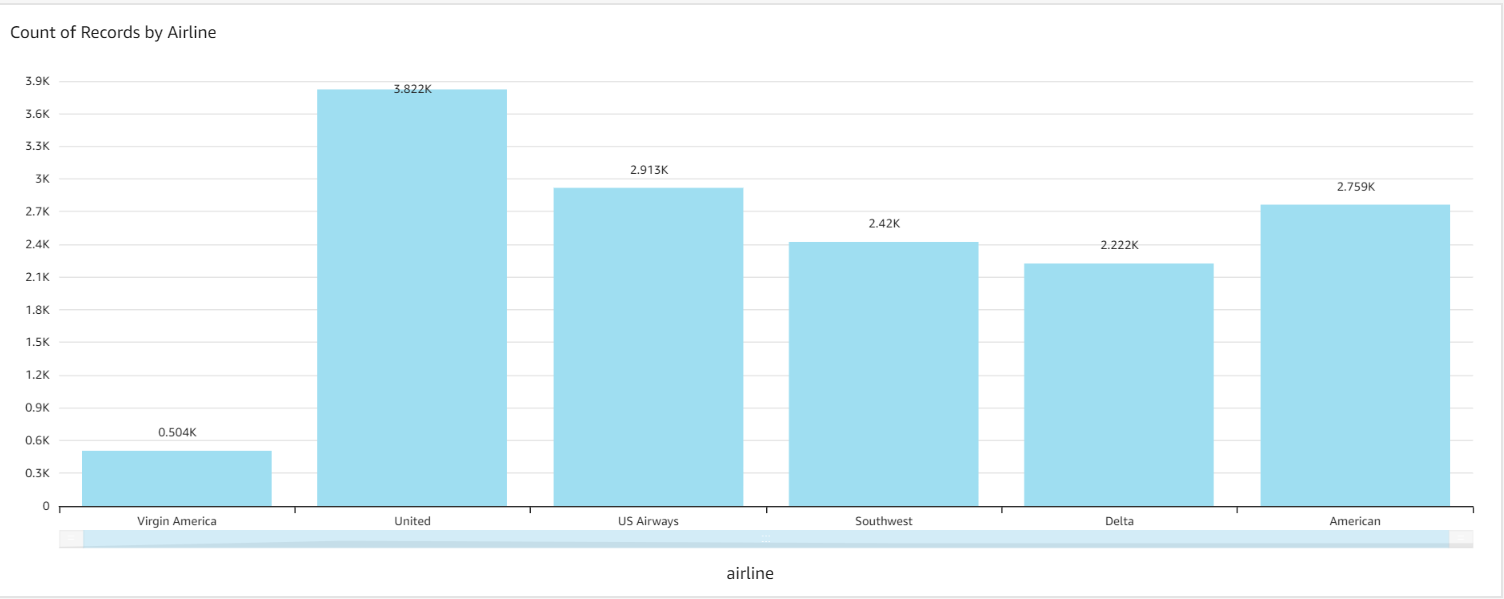 Count of Records by Airline
3.9K
3.6K
3.3K
3K
2.7K
2.4K
2.1K
1.8K
1.5K
1.2K
0.9K
0.6K
0.3K
0
0.504K
3.822K
2.913K
2.42K
2.222K
2.759K
Virgin America United US Airways Southwest Delta American
airline